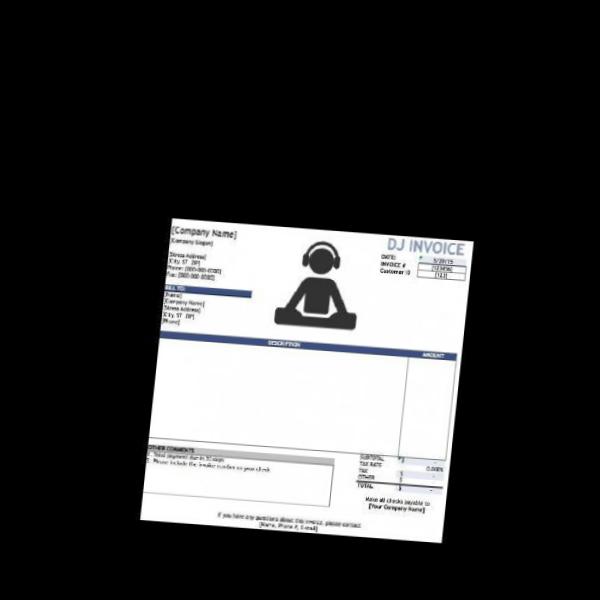 [Company Name]
[Company Slogan]
DJ INVOICE
DATE: 5/20/15
INVOICE # [123456]
Customer ID [123]
[Street Address]
[City, ST ZIP]
Phone: [000-000-0000]
Fax: [000-000-0000]
BILL TO:
[Name]
[Company Name]
[Street Address]
[City, ST ZIP]
[Phone]
DESCRIPTION AMOUNT
OTHER COMMENTS
1. Total payment due in 30 days
2. Please include the invoice number on your check
SUBTOTAL $ -
TAX RATE 0.000%
TAX $ -
OTHER $ -
TOTAL $ -
Make all checks payable to
[Your Company Name]
If you have any questions about this invoice, please contact
[Name, Phone #, E-mail]